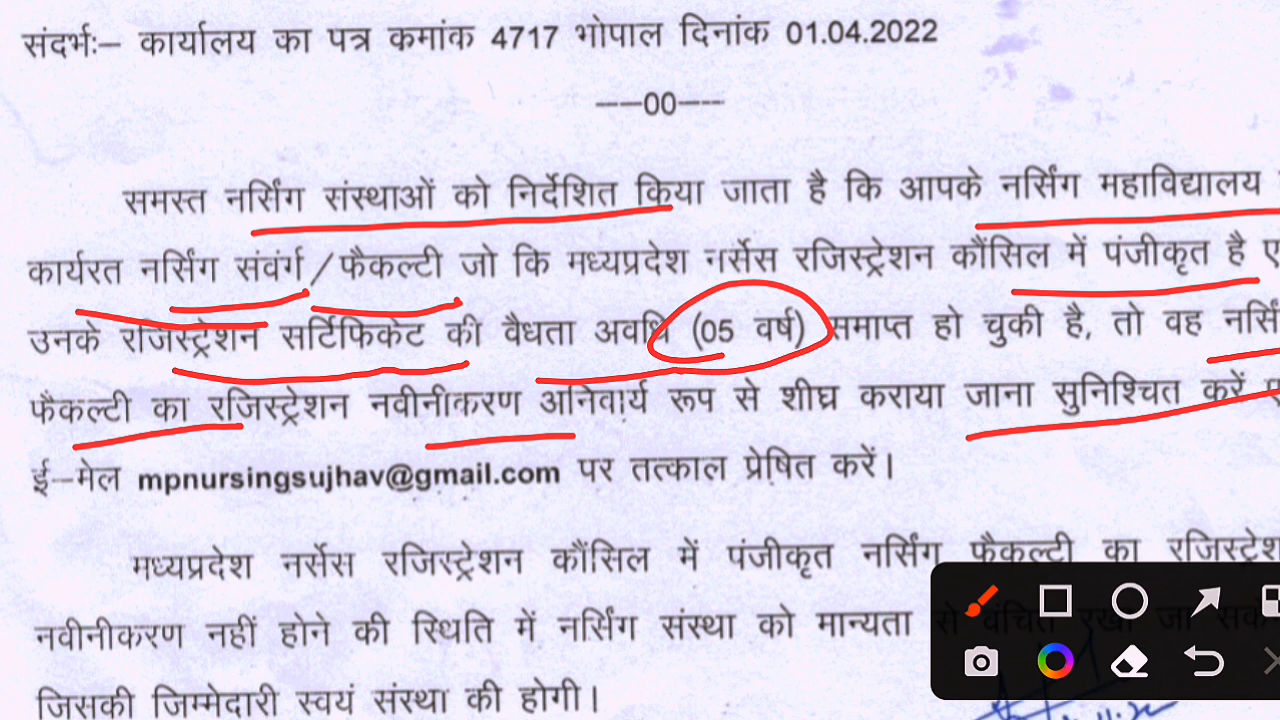 संदर्भः– कार्यालय का पत्र कमांक 4717 भोपाल दिनांक 01.04.2022
––00––
समस्त नर्सिंग संस्थाओं को निर्देशित किया जाता है कि आपके नर्सिंग महाविद्यालय
कार्यरत नर्सिंग संवंर्ग/फैकल्टी जो कि मध्यप्रदेश नर्सेस रजिस्ट्रेशन कौंसिल में पंजीकृत है
उनके रजिस्ट्रेशन सर्टिफिकेट की वैधता अवधि (05 वर्ष) समाप्त हो चुकी है, तो वह
फैकल्टी का रजिस्ट्रेशन नवीनीकरण अनिवार्य रूप से शीघ्र कराया जाना सुनिश्चित करें
ई–मेल mpnursingsujhav@gmail.com पर तत्काल प्रेषित करें।
मध्यप्रदेश नर्सेस रजिस्ट्रेशन कौंसिल में पंजीकृत नर्सिंग फैकल्टी का
नवीनीकरण नहीं होने की स्थिति में नर्सिंग संस्था को मान्यता से वंचित रखा जा
जिसकी जिम्मेदारी स्वयं संस्था की होगी।